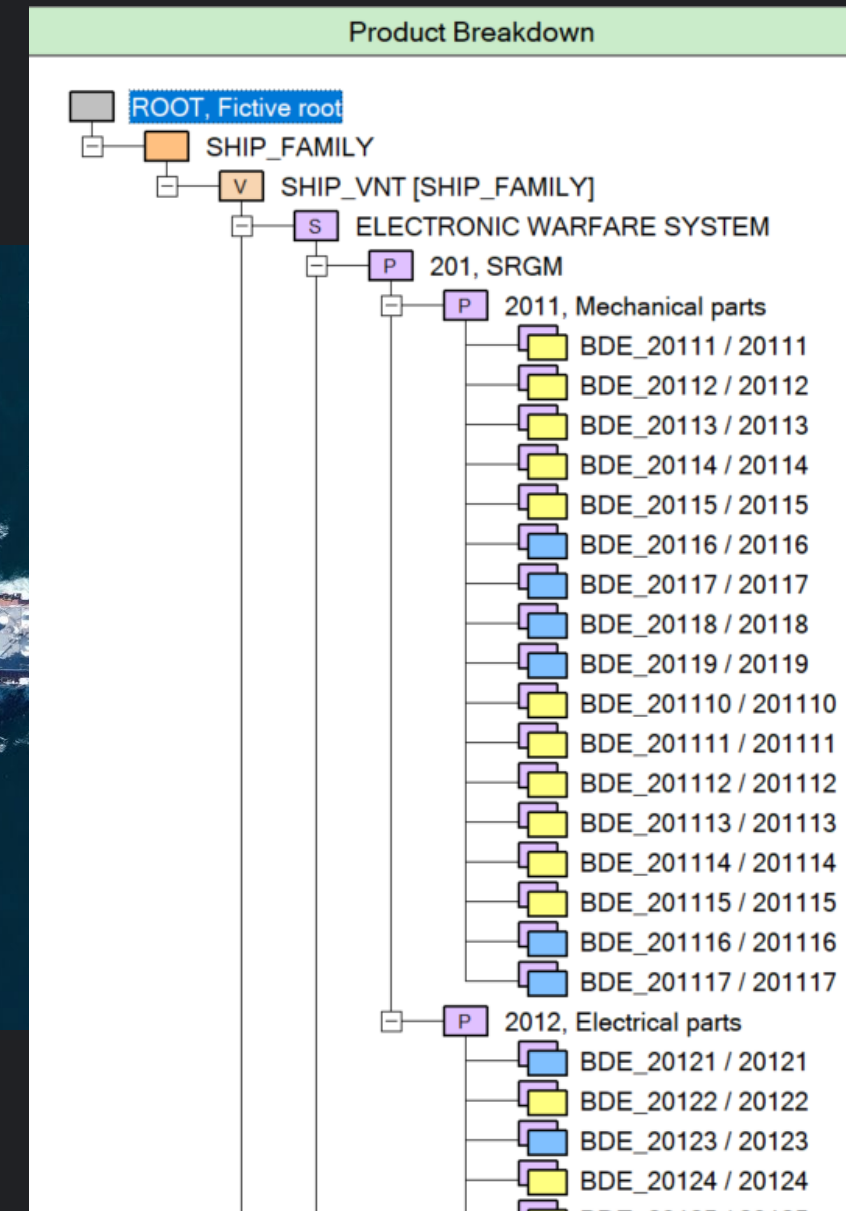 Product Breakdown
ROOT, Fictive root
SHIP_FAMILY
V SHIP_VNT [SHIP_FAMILY]
S ELECTRONIC WARFARE SYSTEM
P 201, SRGM
P 2011, Mechanical parts
BDE_20111 / 20111
BDE_20112 / 20112
BDE_20113 / 20113
BDE_20114 / 20114
BDE_20115 / 20115
BDE_20116 / 20116
BDE_20117 / 20117
BDE_20118 / 20118
BDE_20119 / 20119
BDE_201110 / 201110
BDE_201111 / 201111
BDE_201112 / 201112
BDE_201113 / 201113
BDE_201114 / 201114
BDE_201115 / 201115
BDE_201116 / 201116
BDE_201117 / 201117
P 2012, Electrical parts
BDE_20121 / 20121
BDE_20122 / 20122
BDE_20123 / 20123
BDE_20124 / 20124